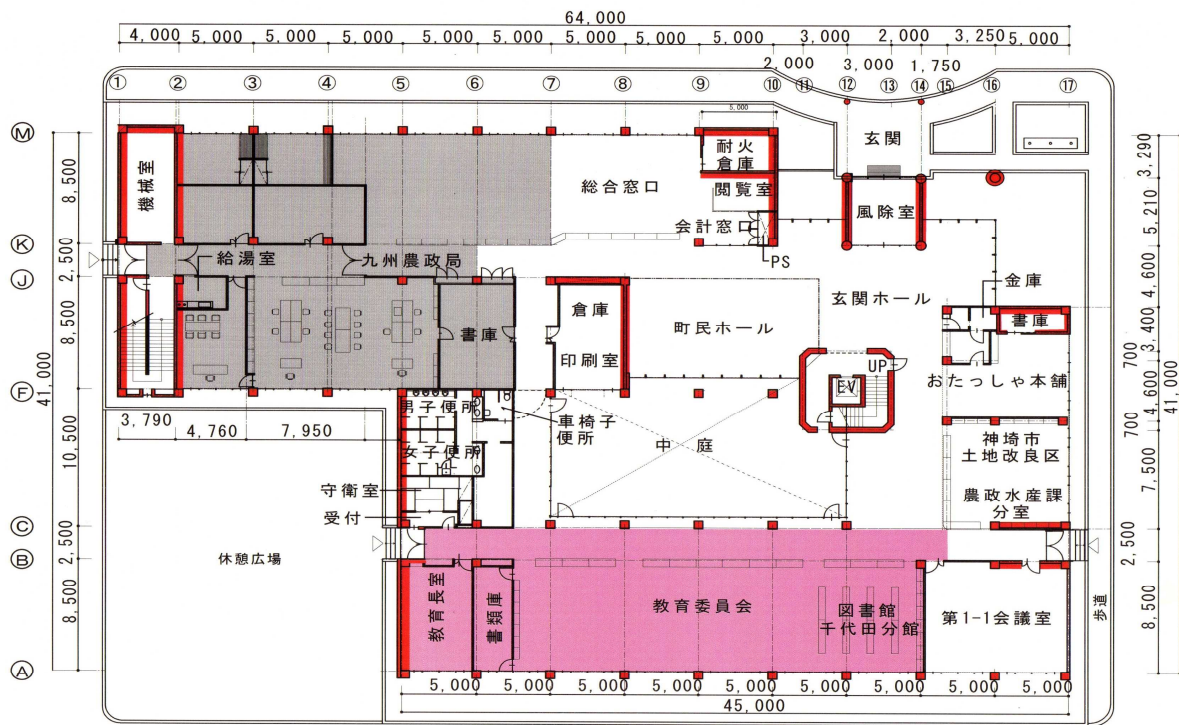 64,000
4,000 5,000 5,000 5,000 5,000 5,000 5,000 5,000 5,000 3,000 2,000 3,250 5,000
2,000 3,000 1,750
① ② ③ ④ ⑤ ⑥ ⑦ ⑧ ⑨ ⑩ ⑪ ⑫ ⑬ ⑭ ⑮ ⑯ ⑰
5,000
Ⓜ
Ⓚ
Ⓙ
Ⓕ
Ⓒ
Ⓑ
Ⓐ
41,000
8,500
2,500
8,500
10,500
2,500
8,500
機械室
総合窓口
耐火
倉庫
閲覧室
会計窓口
PS
玄関
風除室
給湯室
九州農政局
書庫
倉庫
印刷室
町民ホール
玄関ホール
金庫
書庫
UP
EV
おたっしゃ本舗
3,790
4,760
7,950
男子便所
女子便所
車椅子
便所
中庭
神埼市
土地改良区
農政水産課
分室
守衛室
受付
休憩広場
教育長室
書類庫
教育委員会
図書館
千代田分館
第1-1会議室
歩道
3,290
5,210
4,600
3,400
700
4,600
700
7,500
2,500
8,500
41,000
5,000 5,000 5,000 5,000 5,000 5,000 5,000 5,000 5,000
45,000